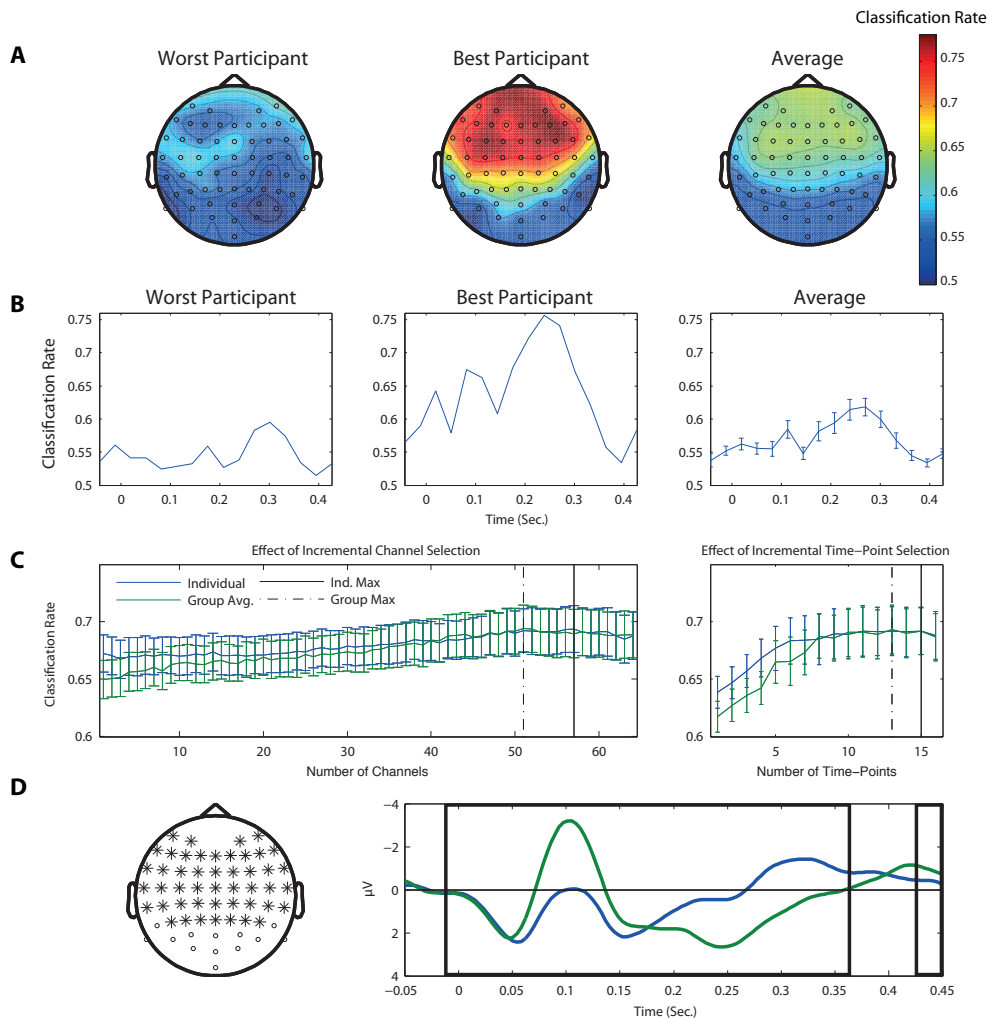 Classification Rate
A
Worst Participant
Best Participant
Average
0.75
0.7
0.65
0.6
0.55
0.5
B
Worst Participant
Best Participant
Average
Classification Rate
0.75
0.7
0.65
0.6
0.55
0.5
0 0.1 0.2 0.3 0.4
0.75
0.7
0.65
0.6
0.55
0.5
0 0.1 0.2 0.3 0.4
Time (Sec.)
0.75
0.7
0.65
0.6
0.55
0.5
0 0.1 0.2 0.3 0.4
C
Effect of Incremental Channel Selection
Individual
Group Avg.
Ind. Max
Group Max
Classification Rate
0.7
0.6
10 20 30 40 50 60
Number of Channels
Effect of Incremental Time−Point Selection
0.7
0.6
5 10 15
Number of Time−Points
D
−4
−2
0
2
4
μV
−0.05 0 0.05 0.1 0.15 0.2 0.25 0.3 0.35 0.4 0.45
Time (Sec.)